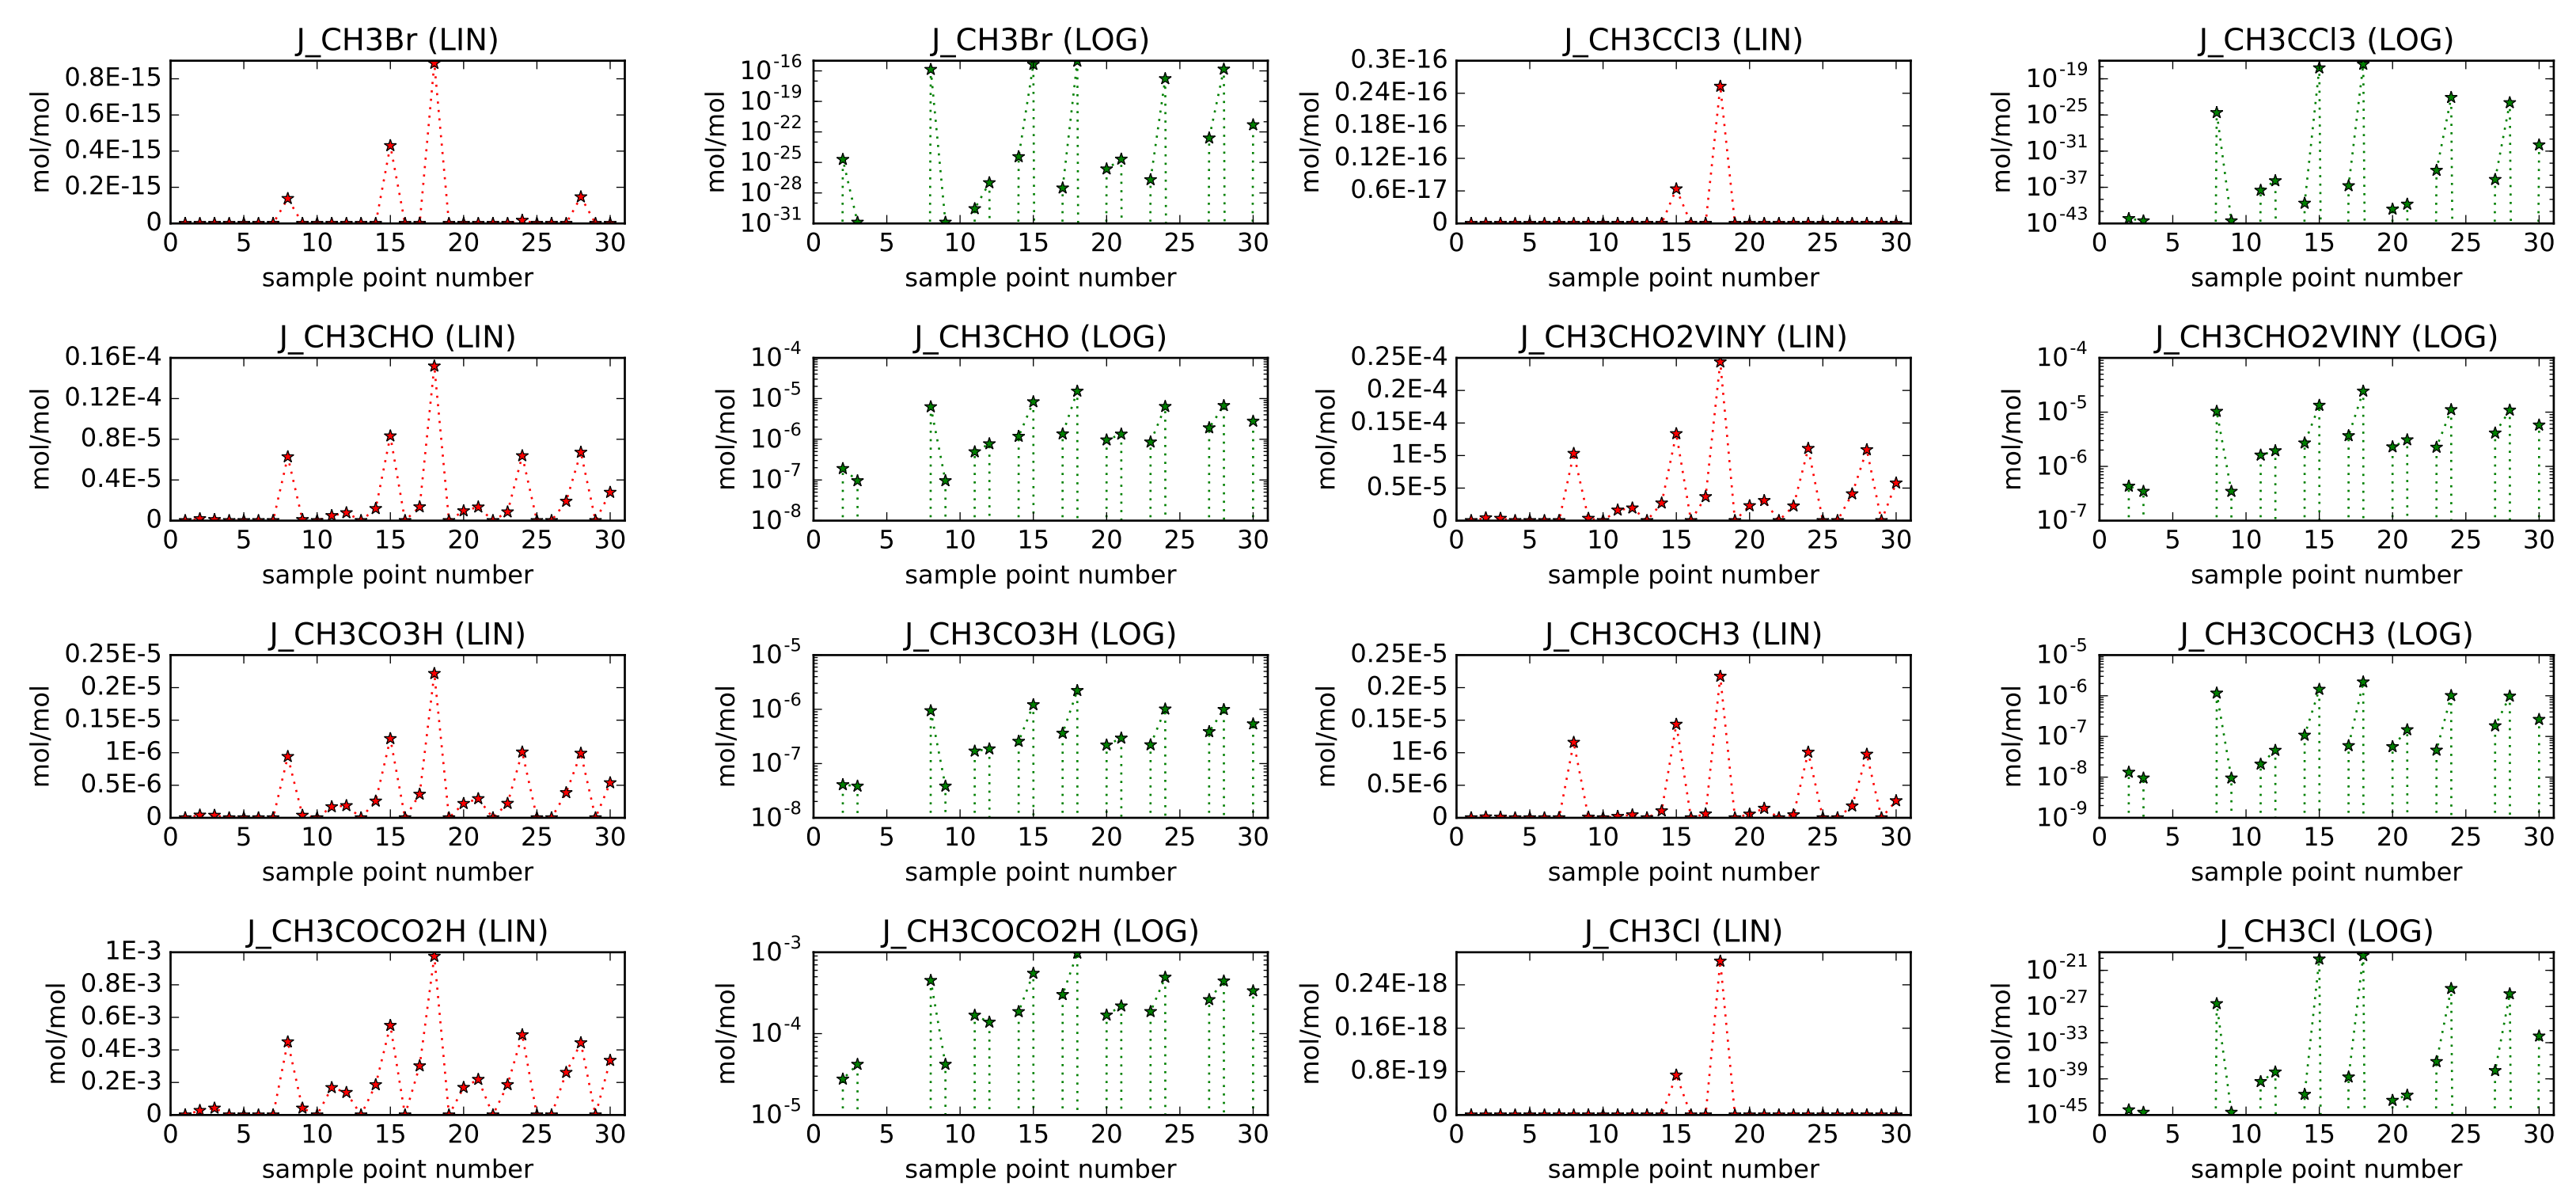 J_CH3Br (LIN)
mol/mol
0.8E-15
0.6E-15
0.4E-15
0.2E-15
0
0 5 10 15 20 25 30
sample point number
J_CH3Br (LOG)
mol/mol
10^-16
10^-19
10^-22
10^-25
10^-28
10^-31
0 5 10 15 20 25 30
sample point number
J_CH3CCl3 (LIN)
mol/mol
0.3E-16
0.24E-16
0.18E-16
0.12E-16
0.6E-17
0
0 5 10 15 20 25 30
sample point number
J_CH3CCl3 (LOG)
mol/mol
10^-19
10^-25
10^-31
10^-37
10^-43
0 5 10 15 20 25 30
sample point number
J_CH3CHO (LIN)
mol/mol
0.16E-4
0.12E-4
0.8E-5
0.4E-5
0
0 5 10 15 20 25 30
sample point number
J_CH3CHO (LOG)
mol/mol
10^-4
10^-5
10^-6
10^-7
10^-8
0 5 10 15 20 25 30
sample point number
J_CH3CHO2VINY (LIN)
mol/mol
0.25E-4
0.2E-4
0.15E-4
1E-5
0.5E-5
0
0 5 10 15 20 25 30
sample point number
J_CH3CHO2VINY (LOG)
mol/mol
10^-4
10^-5
10^-6
10^-7
0 5 10 15 20 25 30
sample point number
J_CH3CO3H (LIN)
mol/mol
0.25E-5
0.2E-5
0.15E-5
1E-6
0.5E-6
0
0 5 10 15 20 25 30
sample point number
J_CH3CO3H (LOG)
mol/mol
10^-5
10^-6
10^-7
10^-8
0 5 10 15 20 25 30
sample point number
J_CH3COCH3 (LIN)
mol/mol
0.25E-5
0.2E-5
0.15E-5
1E-6
0.5E-6
0
0 5 10 15 20 25 30
sample point number
J_CH3COCH3 (LOG)
mol/mol
10^-5
10^-6
10^-7
10^-8
10^-9
0 5 10 15 20 25 30
sample point number
J_CH3COCO2H (LIN)
mol/mol
1E-3
0.8E-3
0.6E-3
0.4E-3
0.2E-3
0
0 5 10 15 20 25 30
sample point number
J_CH3COCO2H (LOG)
mol/mol
10^-3
10^-4
10^-5
0 5 10 15 20 25 30
sample point number
J_CH3Cl (LIN)
mol/mol
0.24E-18
0.16E-18
0.8E-19
0
0 5 10 15 20 25 30
sample point number
J_CH3Cl (LOG)
mol/mol
10^-21
10^-27
10^-33
10^-39
10^-45
0 5 10 15 20 25 30
sample point number